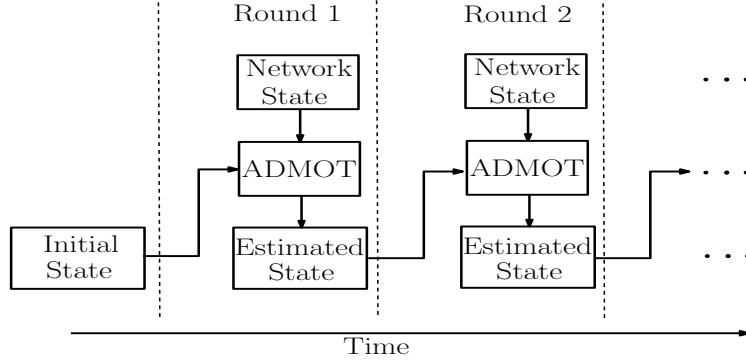 Round 1
Round 2
Network
State
Network
State
. . .
ADMOT
ADMOT
. . .
Initial
State
Estimated
State
Estimated
State
. . .
Time